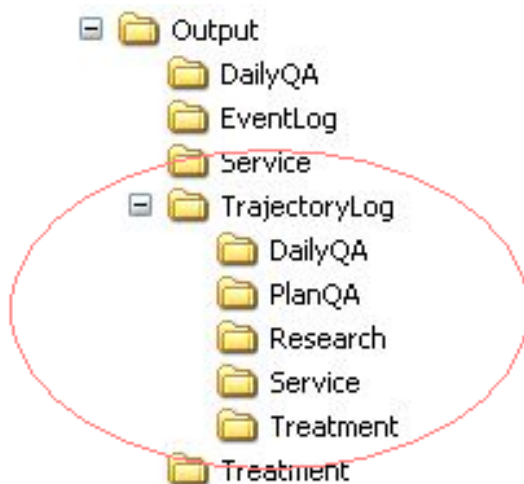 Output
DailyQA
EventLog
Service
TrajectoryLog
DailyQA
PlanQA
Research
Service
Treatment
Treatment